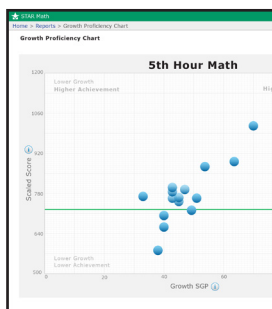 STAR Math
Home > Reports > Growth Proficiency Chart
Growth Proficiency Chart
5th Hour Math
1200
Lower Growth
Higher Achievement
1060
920
Scaled Score
780
640
Lower Growth
Lower Achievement
500
0
20
40
60
Growth SGP